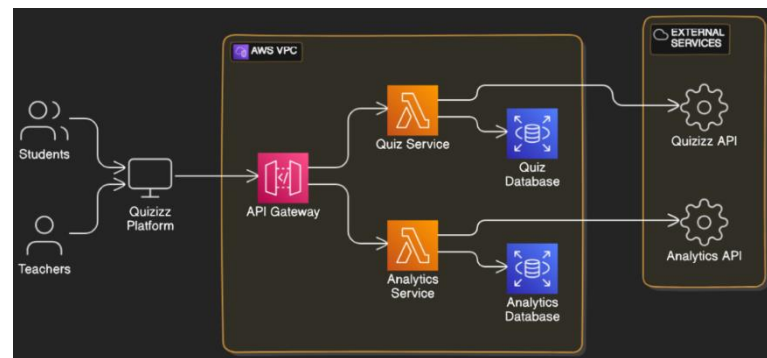 AWS VPC
EXTERNAL
SERVICES
Students
Quizizz
Platform
Teachers
API Gateway
Quiz Service
Quiz
Database
Analytics
Service
Analytics
Database
Quizizz API
Analytics API